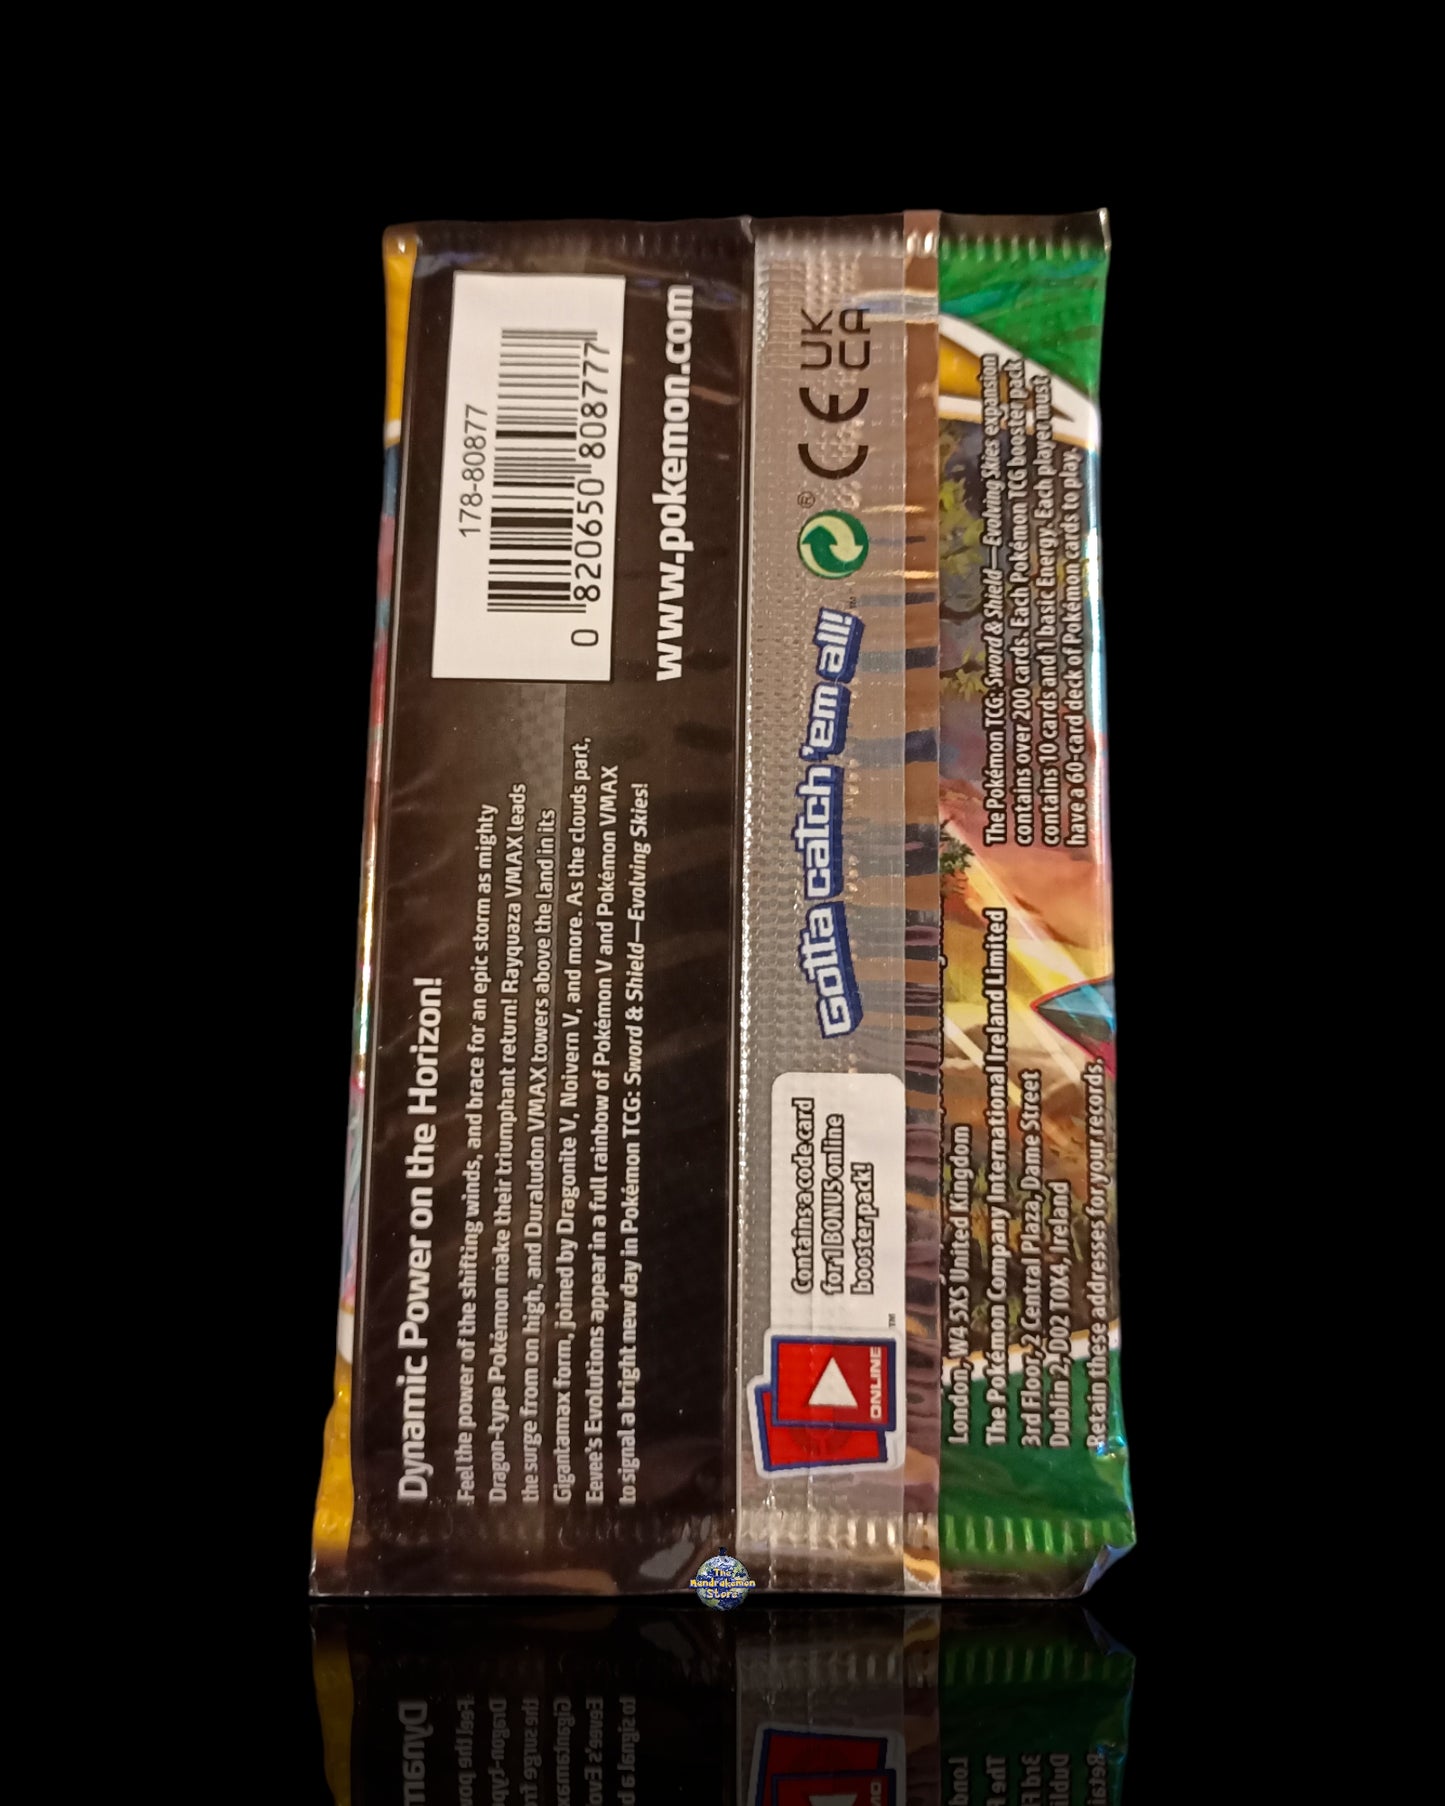 Dynamic Power on the Horizon!
Feel the power of the shifting winds, and brace for an epic storm as mighty
Dragon-type Pokémon make their triumphant return! Rayquaza VMAX leads
the surge from on high, and Duraludon VMAX towers above the land in its
Gigantamax form, joined by Dragonite V, Noivern V, and more. As the clouds part,
Eevee's Evolutions appear in a full rainbow of Pokémon V and Pokémon VMAX
to signal a bright new day in Pokémon TCG: Sword & Shield—Evolving Skies!
178-80877
0 820650 808777
www.pokemon.com
ONLINE
TM
Contains a code card
for 1 BONUS online
booster pack!
Gotta catch 'em all!
TM
®
CE
UK
CA
London, W4 5XS United Kingdom
The Pokémon Company International Ireland Limited
3rd Floor, 2 Central Plaza, Dame Street
Dublin 2, D02 T0X4, Ireland
Retain these addresses for your records.
The Pokémon TCG: Sword & Shield—Evolving Skies expansion
contains over 200 cards. Each Pokémon TCG booster pack
contains 10 cards and 1 basic Energy. Each player must
have a 60-card deck of Pokémon cards to play.
The
Mandrakemon
Store